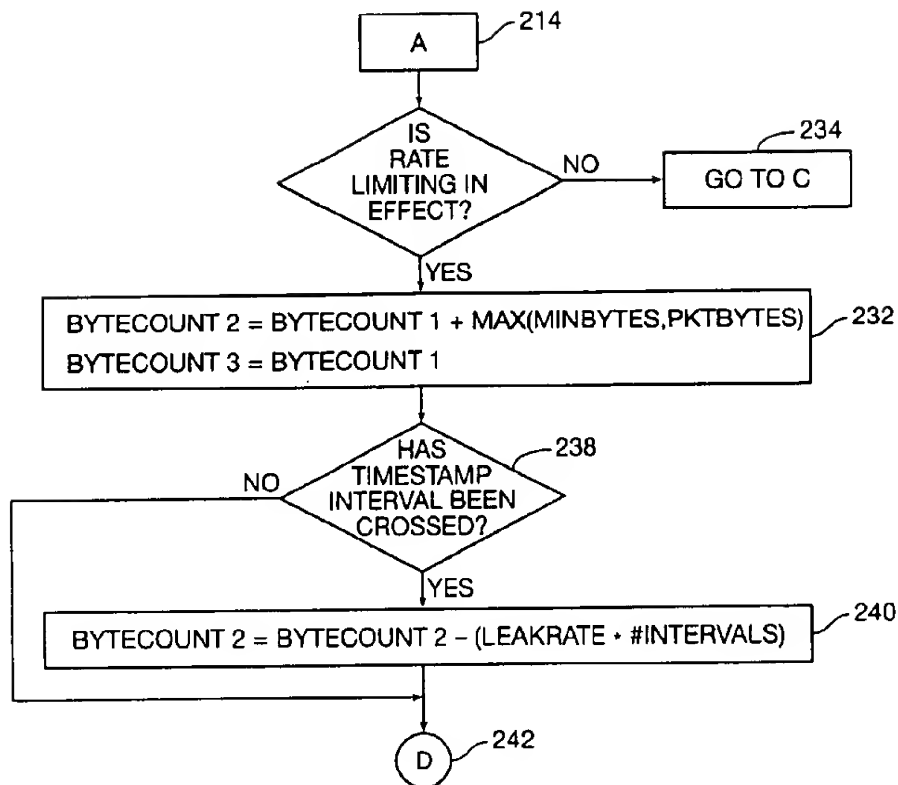 A
214
IS
RATE
LIMITING IN
EFFECT?
NO
234
GO TO C
YES
BYTECOUNT 2 = BYTECOUNT 1 + MAX(MINBYTES,PKTBYTES)
BYTECOUNT 3 = BYTECOUNT 1
232
HAS
TIMESTAMP
INTERVAL BEEN
CROSSED?
238
NO
YES
BYTECOUNT 2 = BYTECOUNT 2 - (LEAKRATE * #INTERVALS)
240
D
242